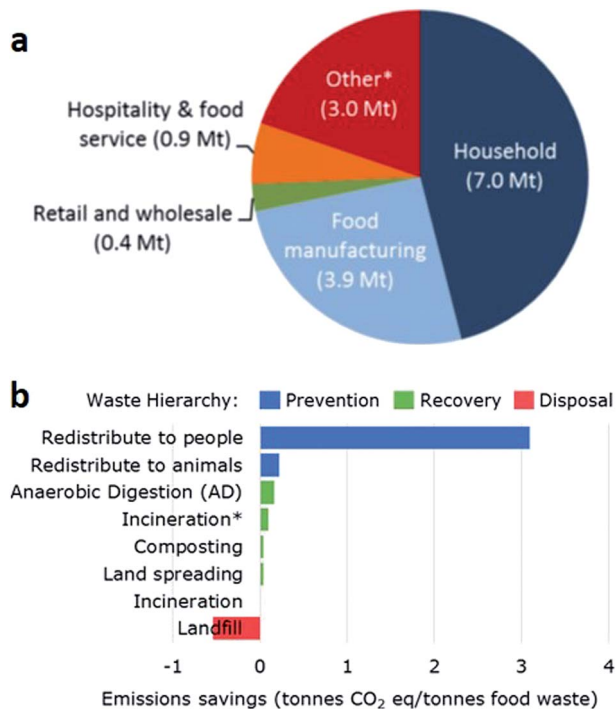 a
Other*
(3.0 Mt)
Hospitality & food
service (0.9 Mt)
Household
(7.0 Mt)
Retail and wholesale
(0.4 Mt)
Food
manufacturing
(3.9 Mt)
b
Waste Hierarchy: Prevention Recovery Disposal
Redistribute to people
Redistribute to animals
Anaerobic Digestion (AD)
Incineration*
Composting
Land spreading
Incineration
Landfill
-1 0 1 2 3 4
Emissions savings (tonnes CO₂ eq/tonnes food waste)